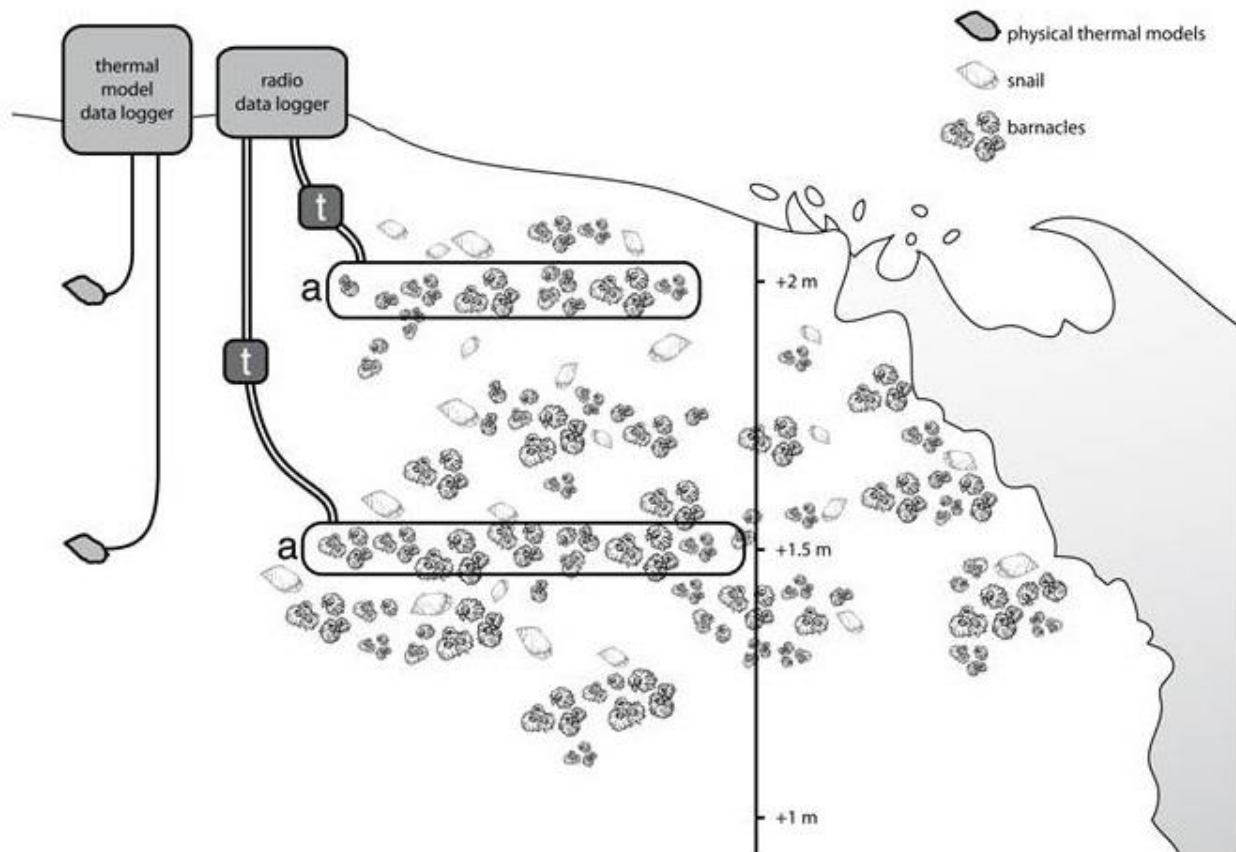 thermal
model
data logger
radio
data logger
physical thermal models
snail
barnacles
t
a
+2 m
t
a
+1.5 m
+1 m